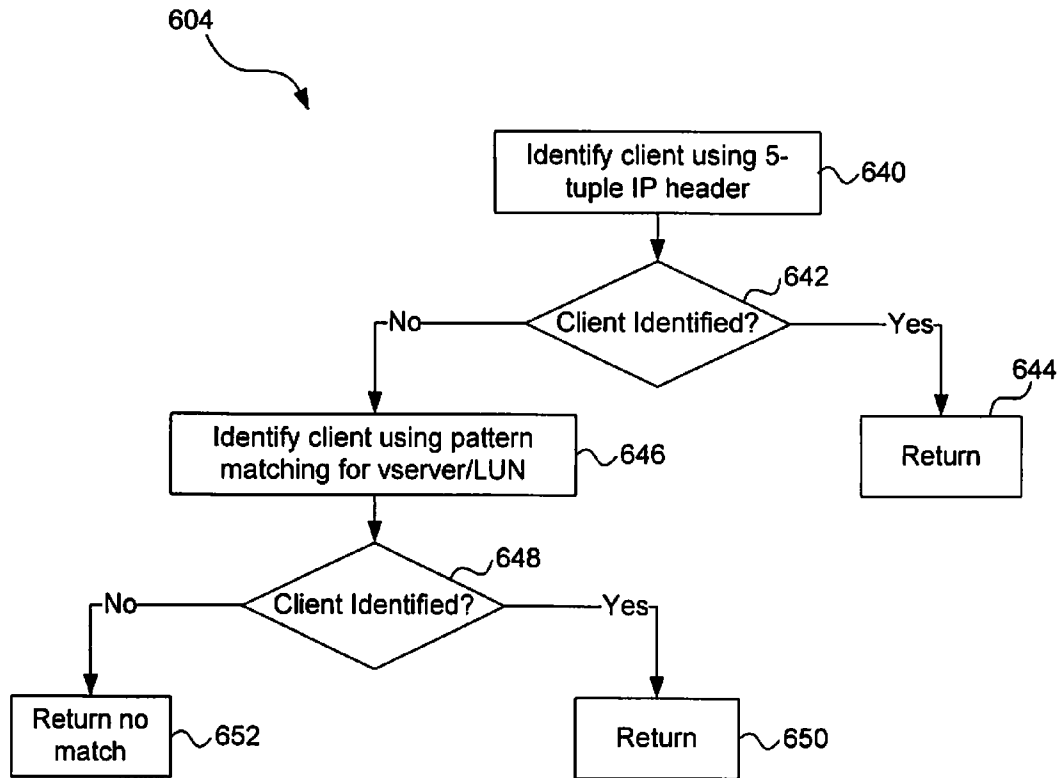 604
Identify client using 5-
tuple IP header
640
642
Client Identified?
No
Yes
644
Identify client using pattern
matching for vserver/LUN
646
Return
648
Client Identified?
No
Yes
Return no
match
652
Return
650